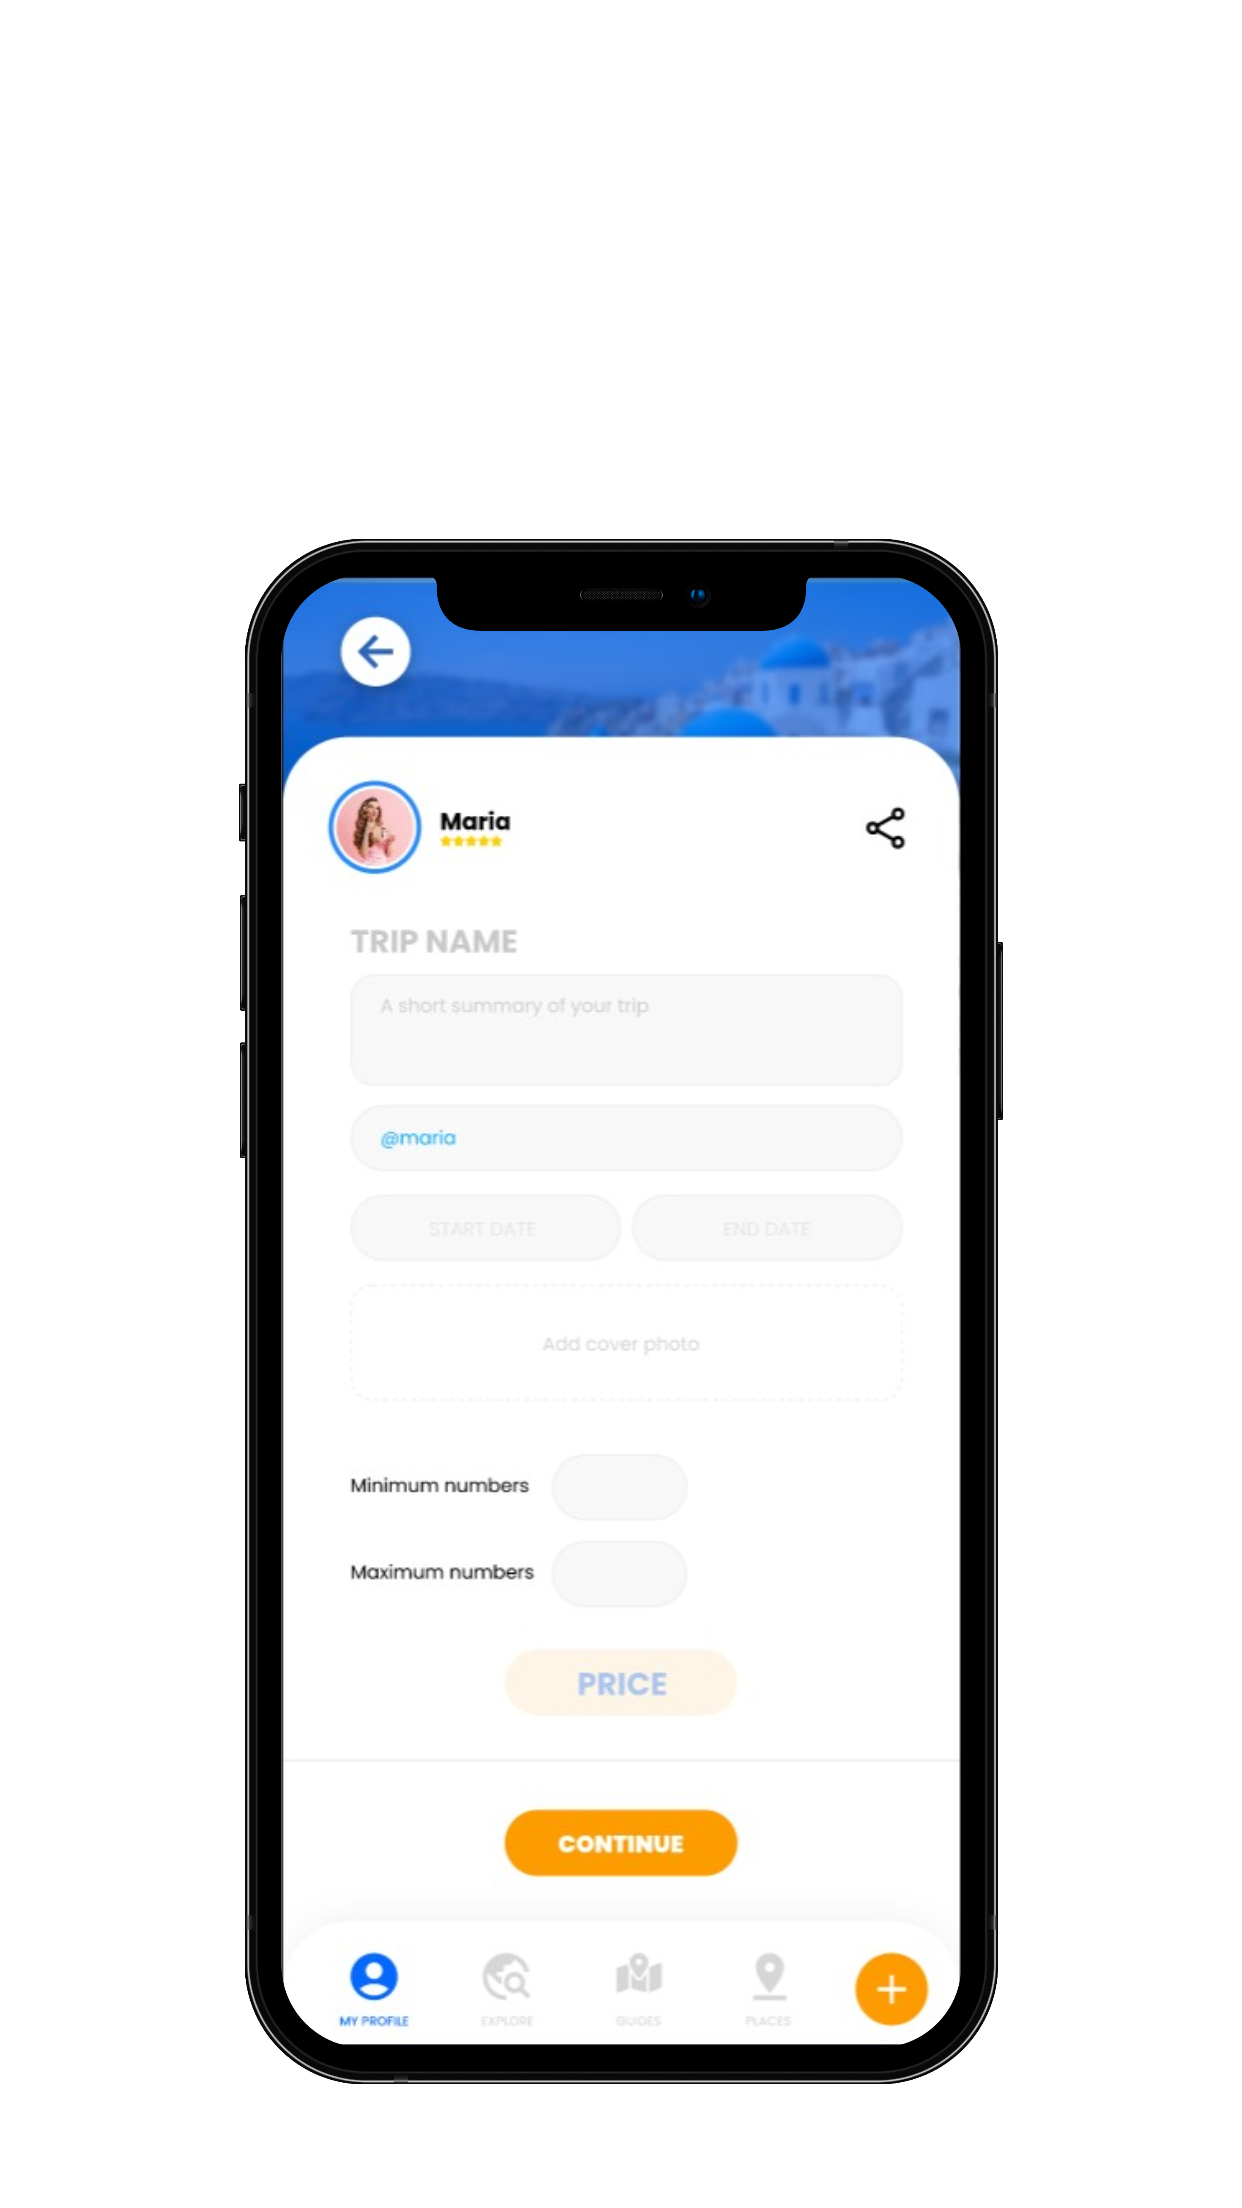 Maria
TRIP NAME
A short summary of your trip
@maria
START DATE END DATE
Add cover photo
Minimum numbers
Maximum numbers
PRICE
CONTINUE
MY PROFILE EXPLORE GUIDES PLACES